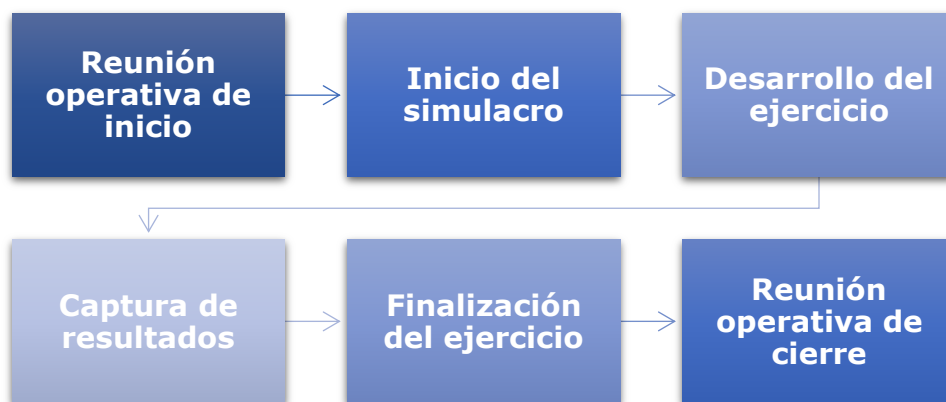 Reunión
operativa de
inicio
Inicio del
simulacro
Desarrollo del
ejercicio
Captura de
resultados
Finalización
del ejercicio
Reunión
operativa de
cierre